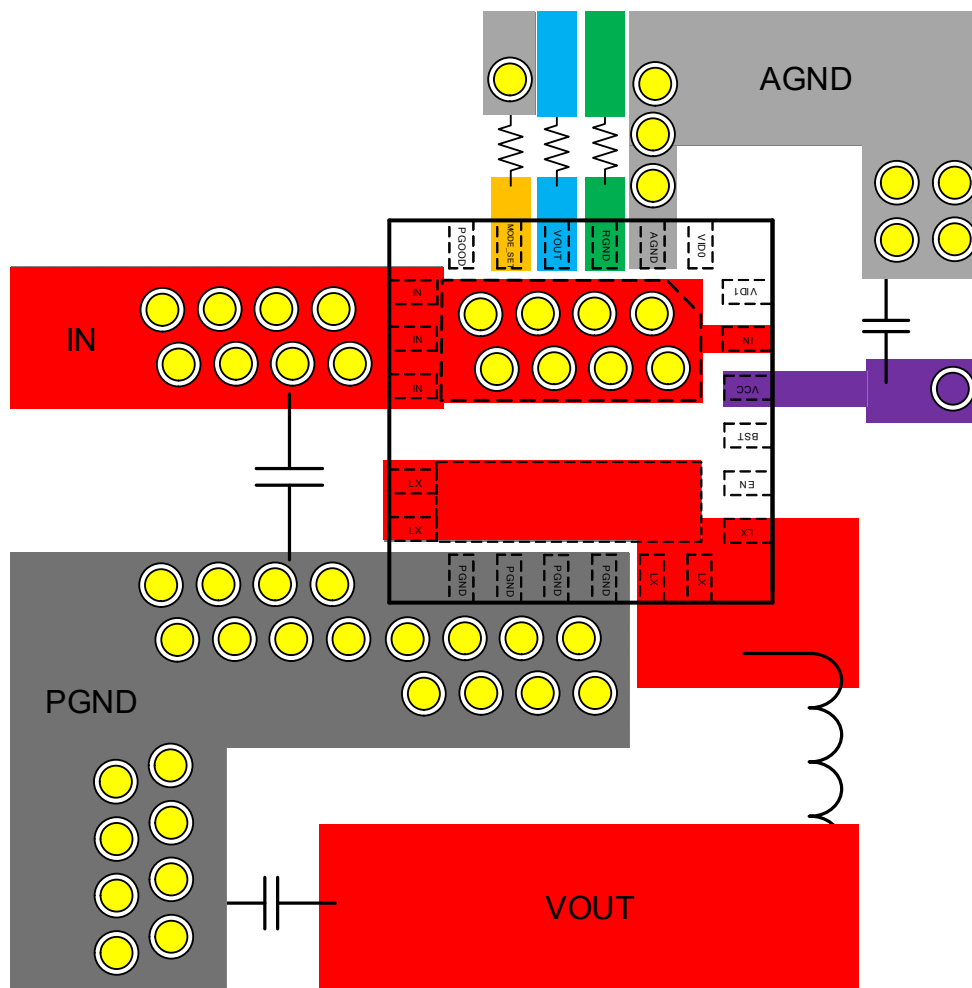 AGND
PGOOD
MODE_SET
VOUT
RGND
AGND
VID0
IN
IN
VID1
IN
IN
IN
VCC
BST
LX
EN
LX
LX
PGND
PGND
PGND
PGND
LX
LX
PGND
VOUT